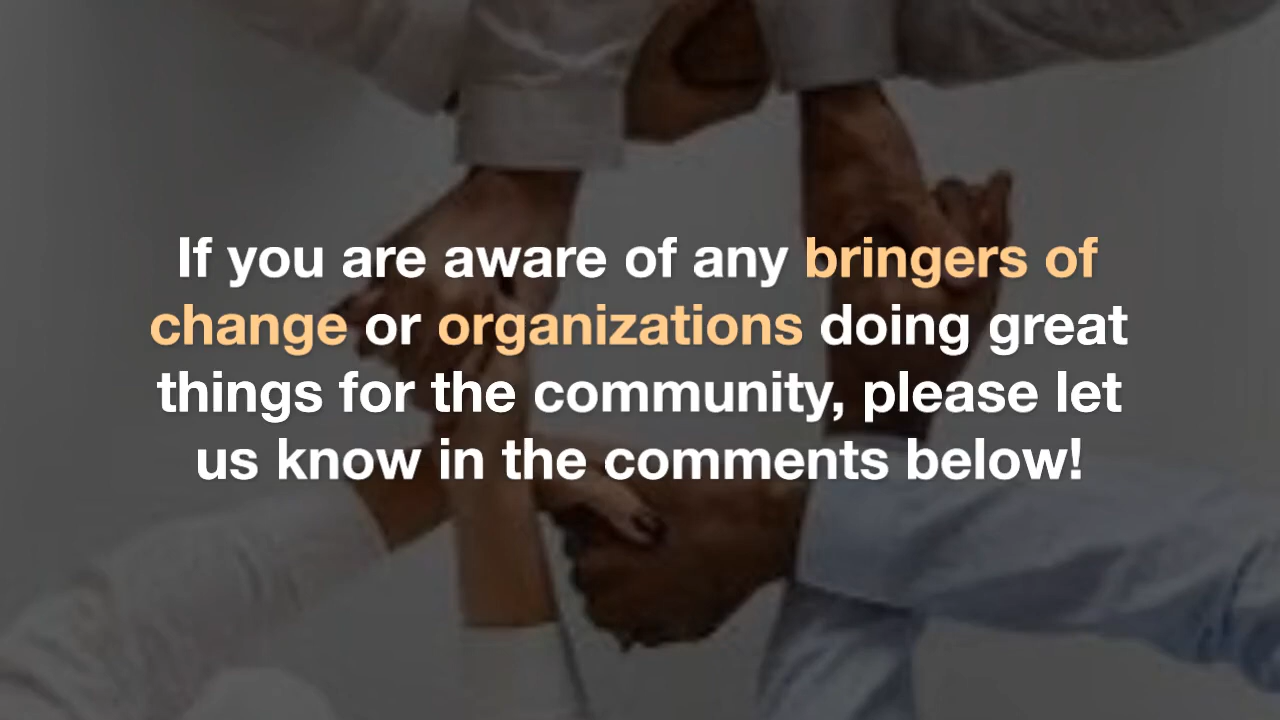 If you are aware of any bringers of
change or organizations doing great
things for the community, please let
us know in the comments below!